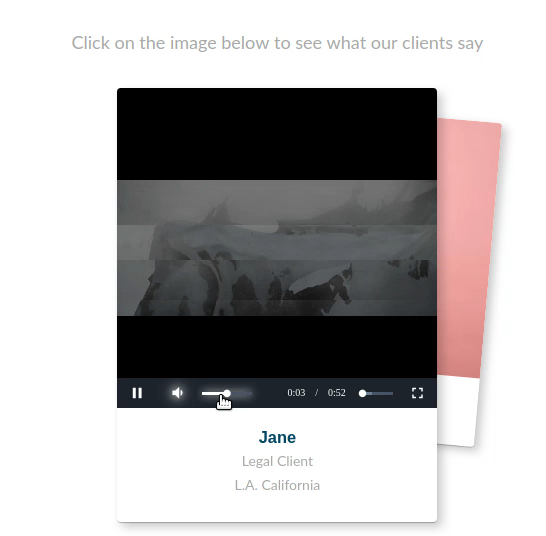 Click on the image below to see what our clients say
0:03 / 0:52
Jane
Legal Client
L.A. California